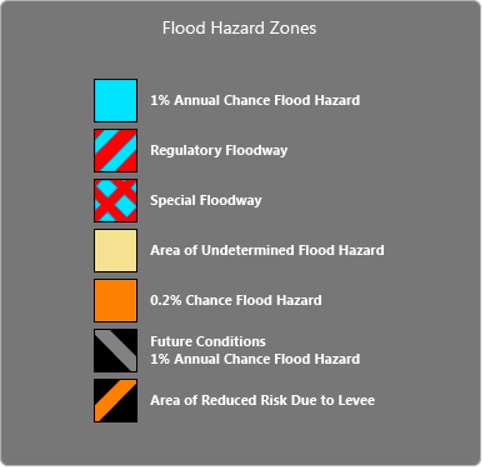 Flood Hazard Zones
1% Annual Chance Flood Hazard
Regulatory Floodway
Special Floodway
Area of Undetermined Flood Hazard
0.2% Chance Flood Hazard
Future Conditions
1% Annual Chance Flood Hazard
Area of Reduced Risk Due to Levee